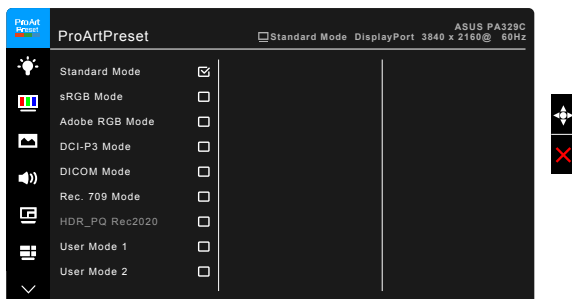 ProArt
Preset
ProArtPreset
ASUS PA329C
Standard Mode DisplayPort 3840 x 2160@ 60Hz
Standard Mode
sRGB Mode
Adobe RGB Mode
DCI-P3 Mode
DICOM Mode
Rec. 709 Mode
HDR_PQ Rec2020
User Mode 1
User Mode 2